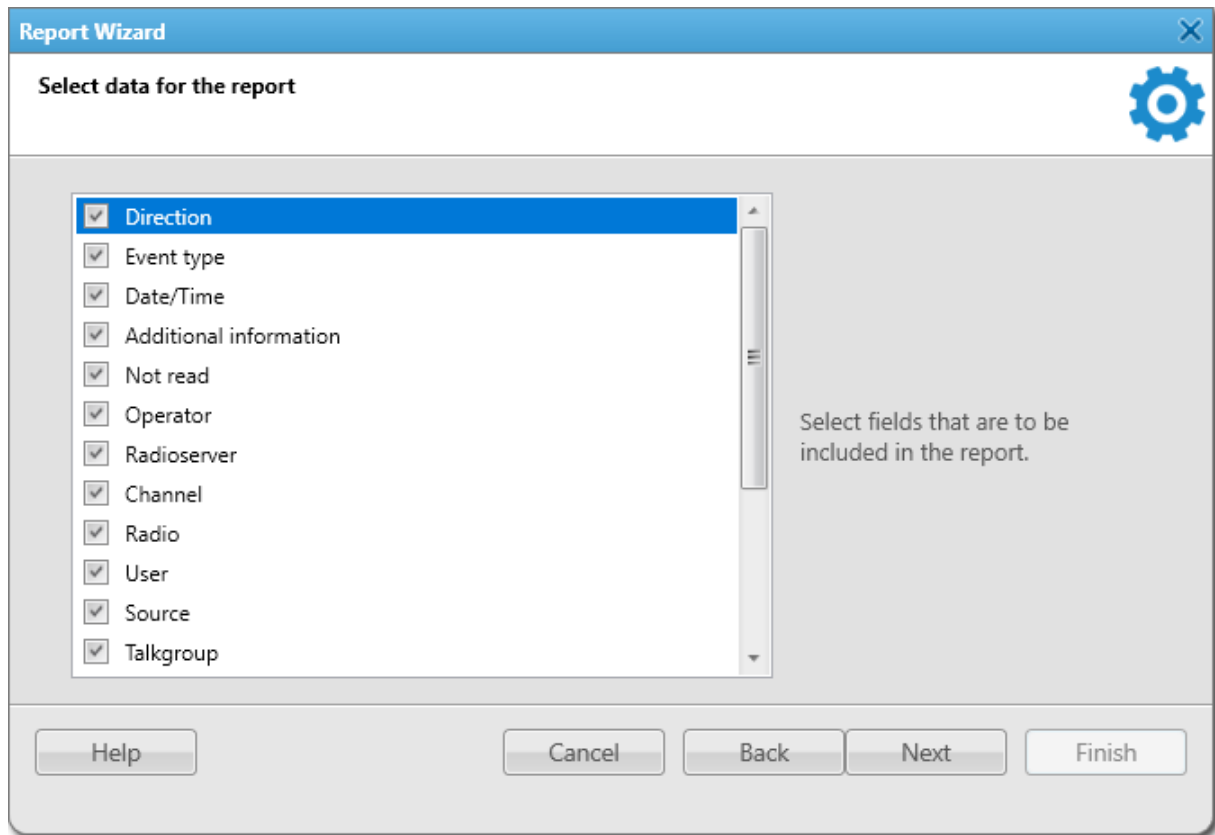 Report Wizard
Select data for the report
Direction
Event type
Date/Time
Additional information
Not read
Operator
Radioserver
Channel
Radio
User
Source
Talkgroup
Select fields that are to be
included in the report.
Help
Cancel
Back
Next
Finish